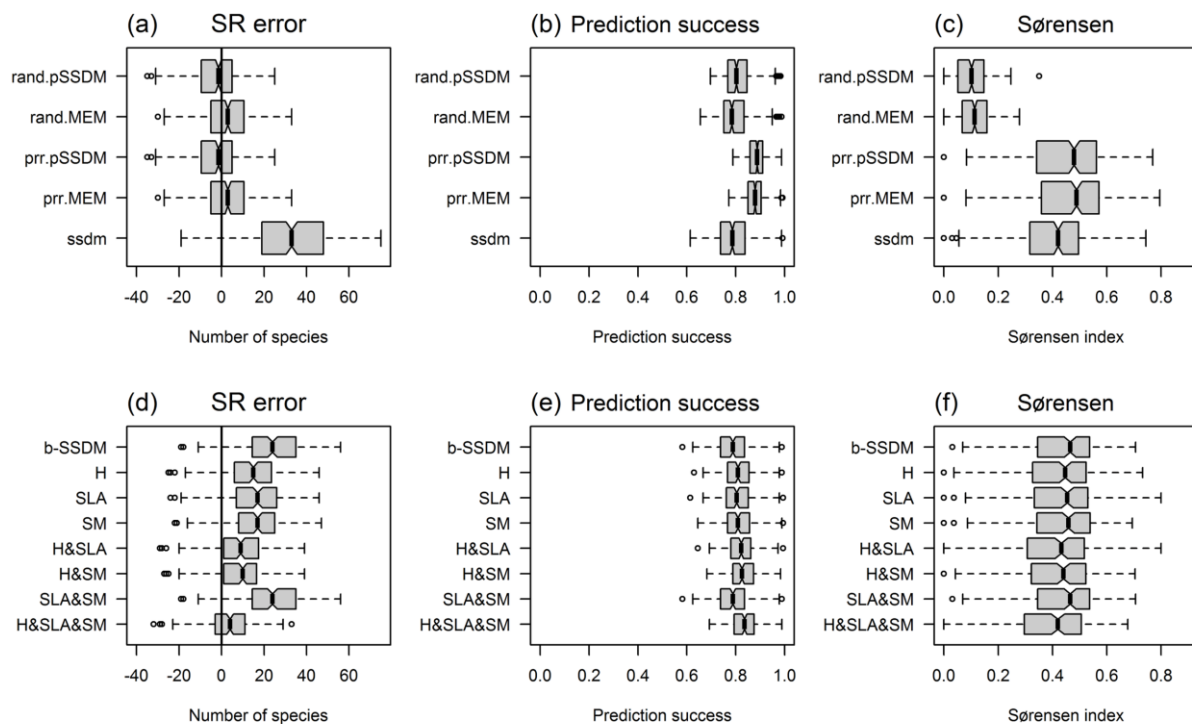 (a) SR error
rand.pSSDM
rand.MEM
prr.pSSDM
prr.MEM
ssdm
-40 -20 0 20 40 60
Number of species
(b) Prediction success
rand.pSSDM
rand.MEM
prr.pSSDM
prr.MEM
ssdm
0.0 0.2 0.4 0.6 0.8 1.0
Prediction success
(c) Sørensen
rand.pSSDM
rand.MEM
prr.pSSDM
prr.MEM
ssdm
0.0 0.2 0.4 0.6 0.8
Sørensen index
(d) SR error
b-SSDM
H
SLA
SM
H&SLA
H&SM
SLA&SM
H&SLA&SM
-40 -20 0 20 40 60
Number of species
(e) Prediction success
b-SSDM
H
SLA
SM
H&SLA
H&SM
SLA&SM
H&SLA&SM
0.0 0.2 0.4 0.6 0.8 1.0
Prediction success
(f) Sørensen
b-SSDM
H
SLA
SM
H&SLA
H&SM
SLA&SM
H&SLA&SM
0.0 0.2 0.4 0.6 0.8
Sørensen index